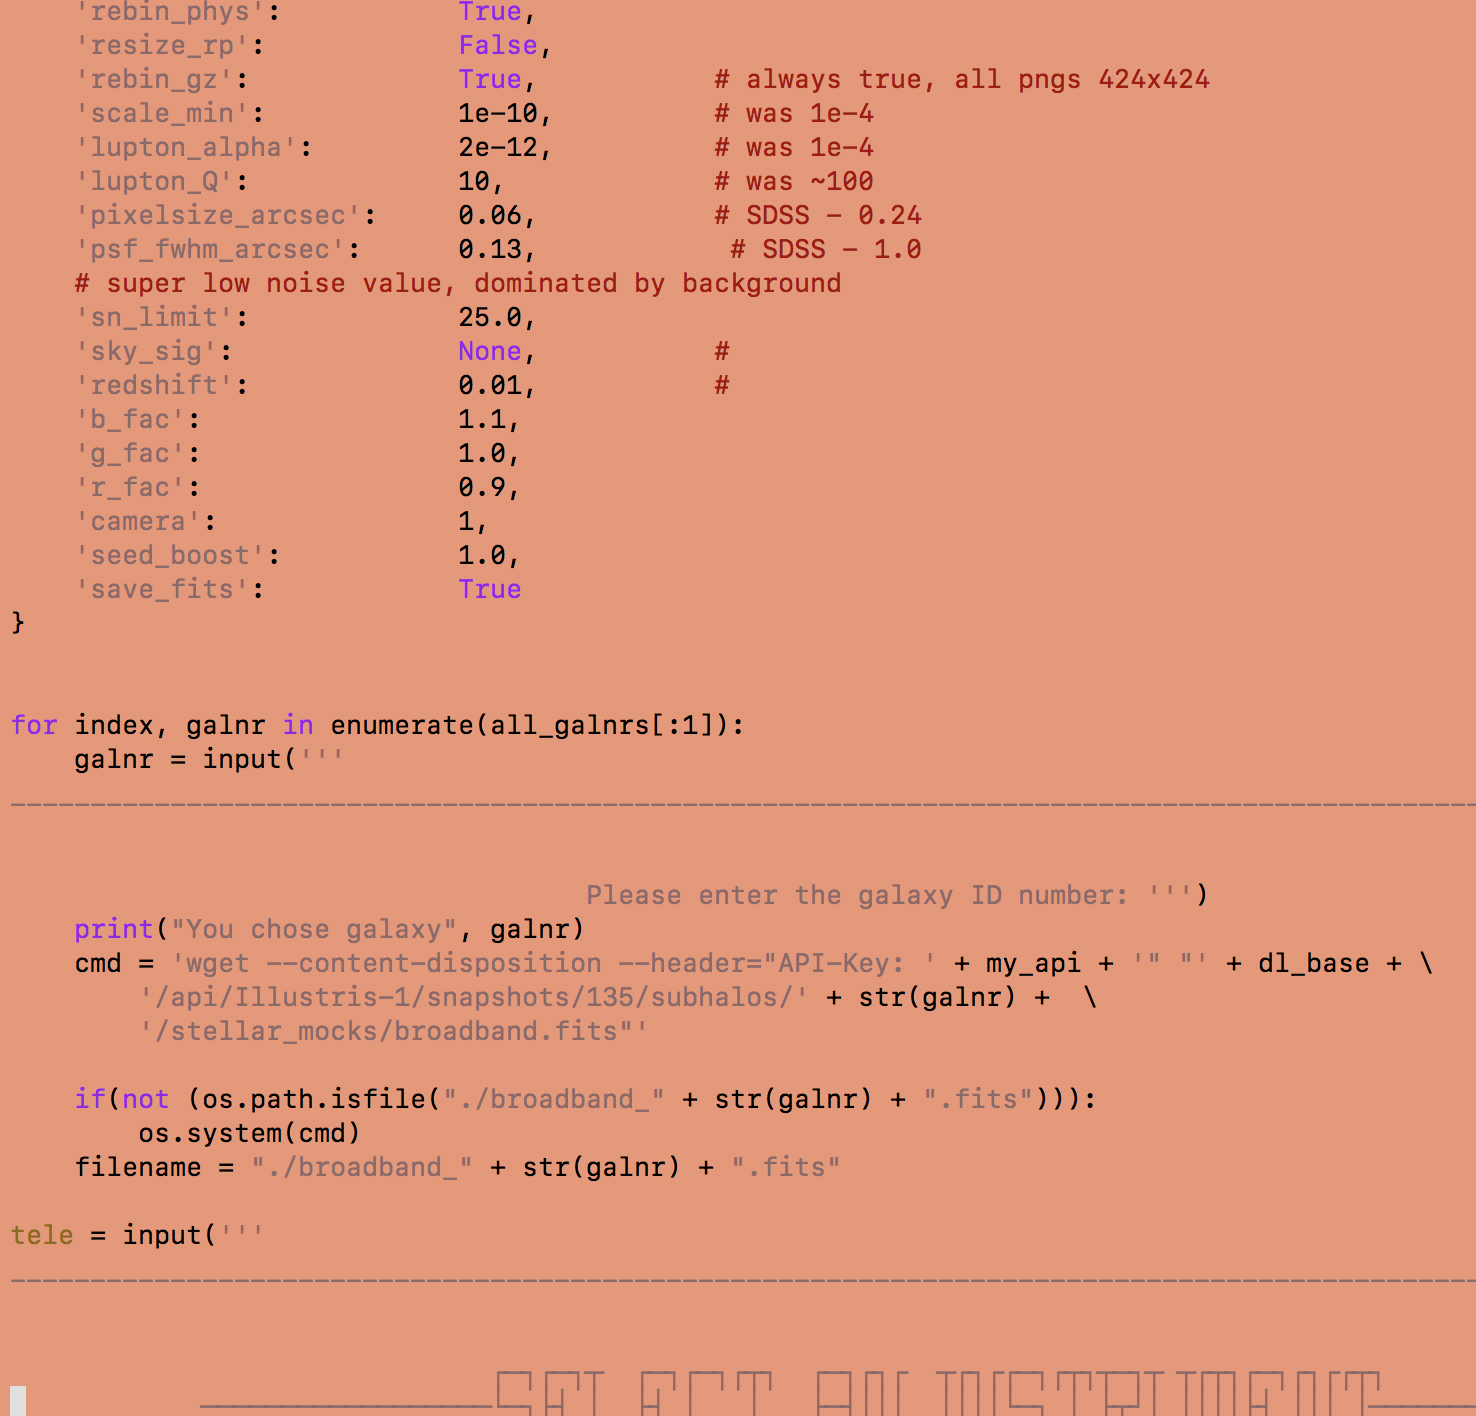 'rebin_phys':           True,
'resize_rp':            False,
'rebin_gz':             True,           # always true, all pngs 424x424
'scale_min':            1e-10,          # was 1e-4
'lupton_alpha':         2e-12,          # was 1e-4
'lupton_Q':             10,             # was ~100
'pixelsize_arcsec':     0.06,           # SDSS - 0.24
'psf_fwhm_arcsec':      0.13,            # SDSS - 1.0
# super low noise value, dominated by background
'sn_limit':             25.0,
'sky_sig':              None,           #
'redshift':             0.01,           #
'b_fac':                1.1,
'g_fac':                1.0,
'r_fac':                0.9,
'camera':               1,
'seed_boost':           1.0,
'save_fits':            True
}
for index, galnr in enumerate(all_galnrs[:1]):
galnr = input('''
--------------------------------------------------------------------------------------------
Please enter the galaxy ID number: ''')
print("You chose galaxy", galnr)
cmd = 'wget --content-disposition --header="API-Key: ' + my_api + '" "' + dl_base + \
'/api/Illustris-1/snapshots/135/subhalos/' + str(galnr) +  \
'/stellar_mocks/broadband.fits"'
if(not (os.path.isfile("./broadband_" + str(galnr) + ".fits"))):
os.system(cmd)
filename = "./broadband_" + str(galnr) + ".fits"
tele = input('''
--------------------------------------------------------------------------------------------